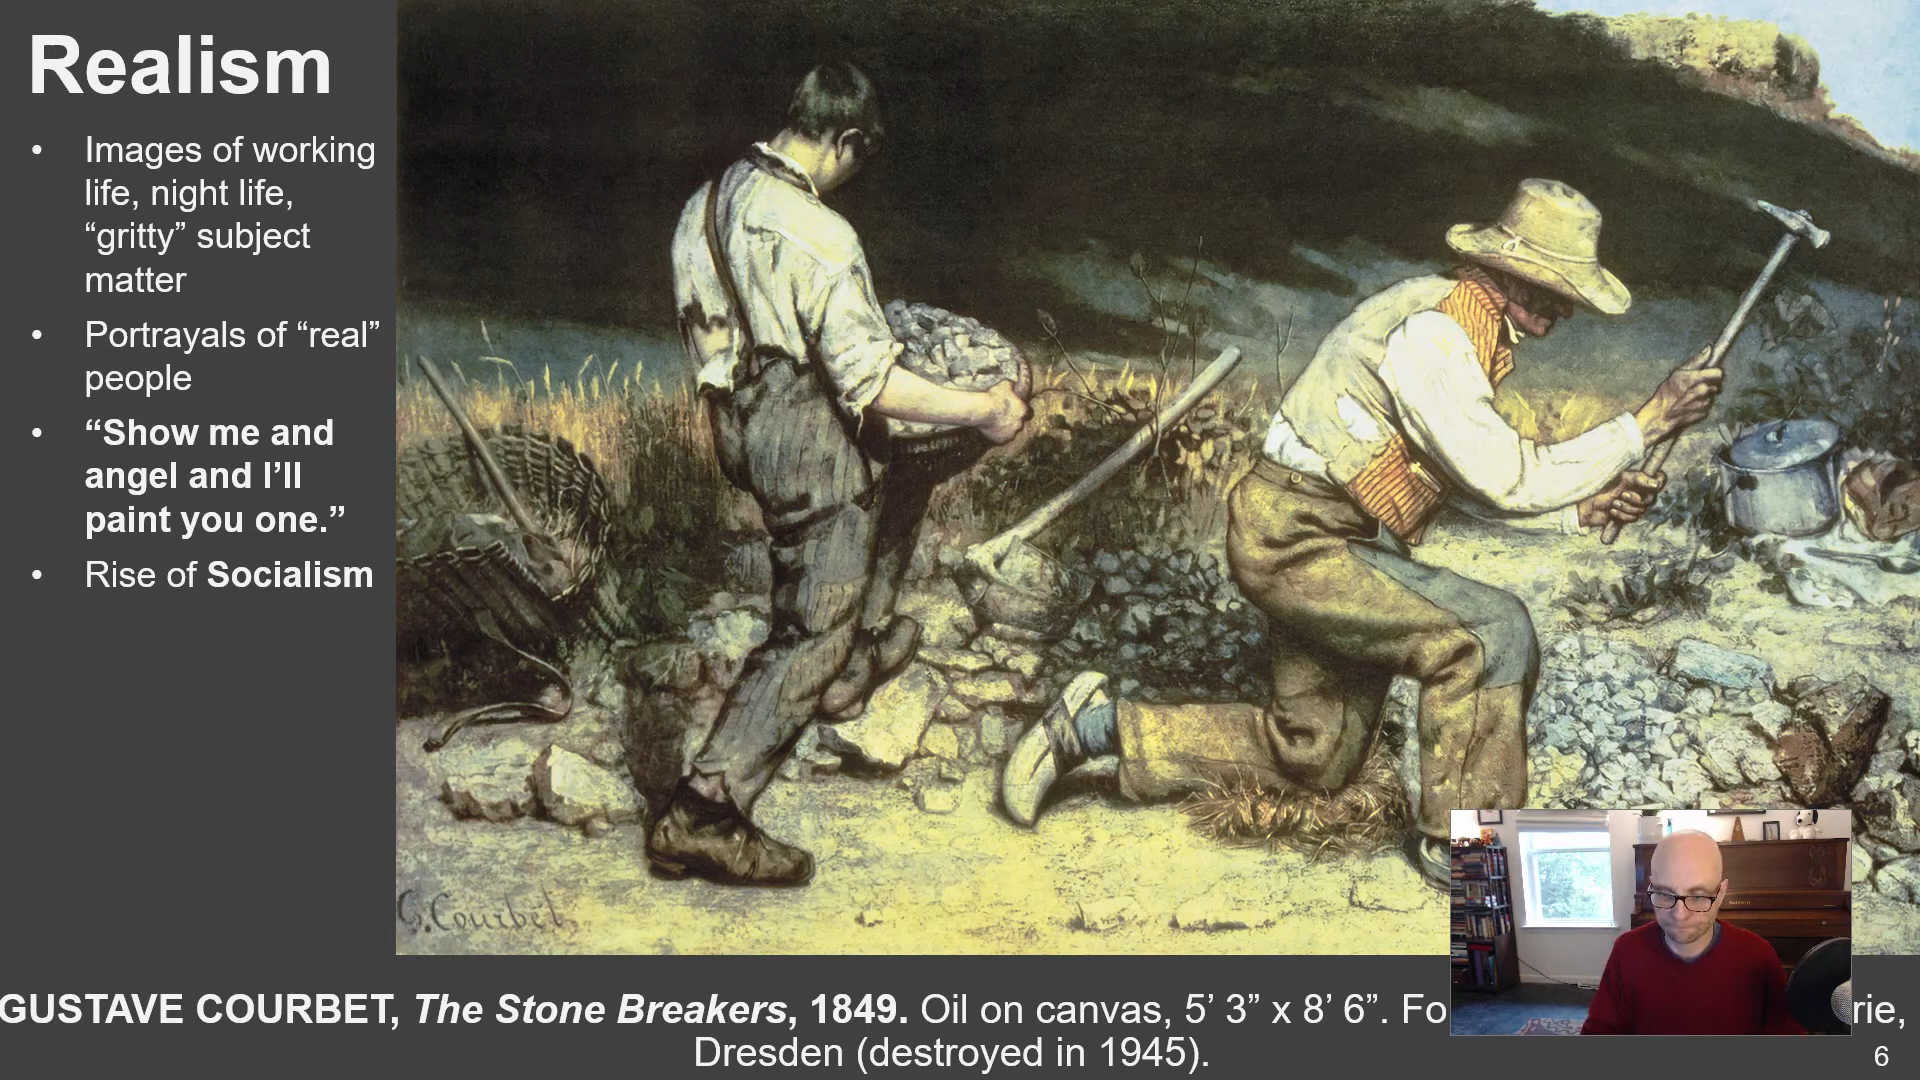 Realism
• Images of working
life, night life,
“gritty” subject
matter
• Portrayals of “real”
people
• “Show me and
angel and I’ll
paint you one.”
• Rise of Socialism
G. Courbet
GUSTAVE COURBET, The Stone Breakers, 1849. Oil on canvas, 5’ 3” x 8’ 6”. Fo rie,
Dresden (destroyed in 1945).
6